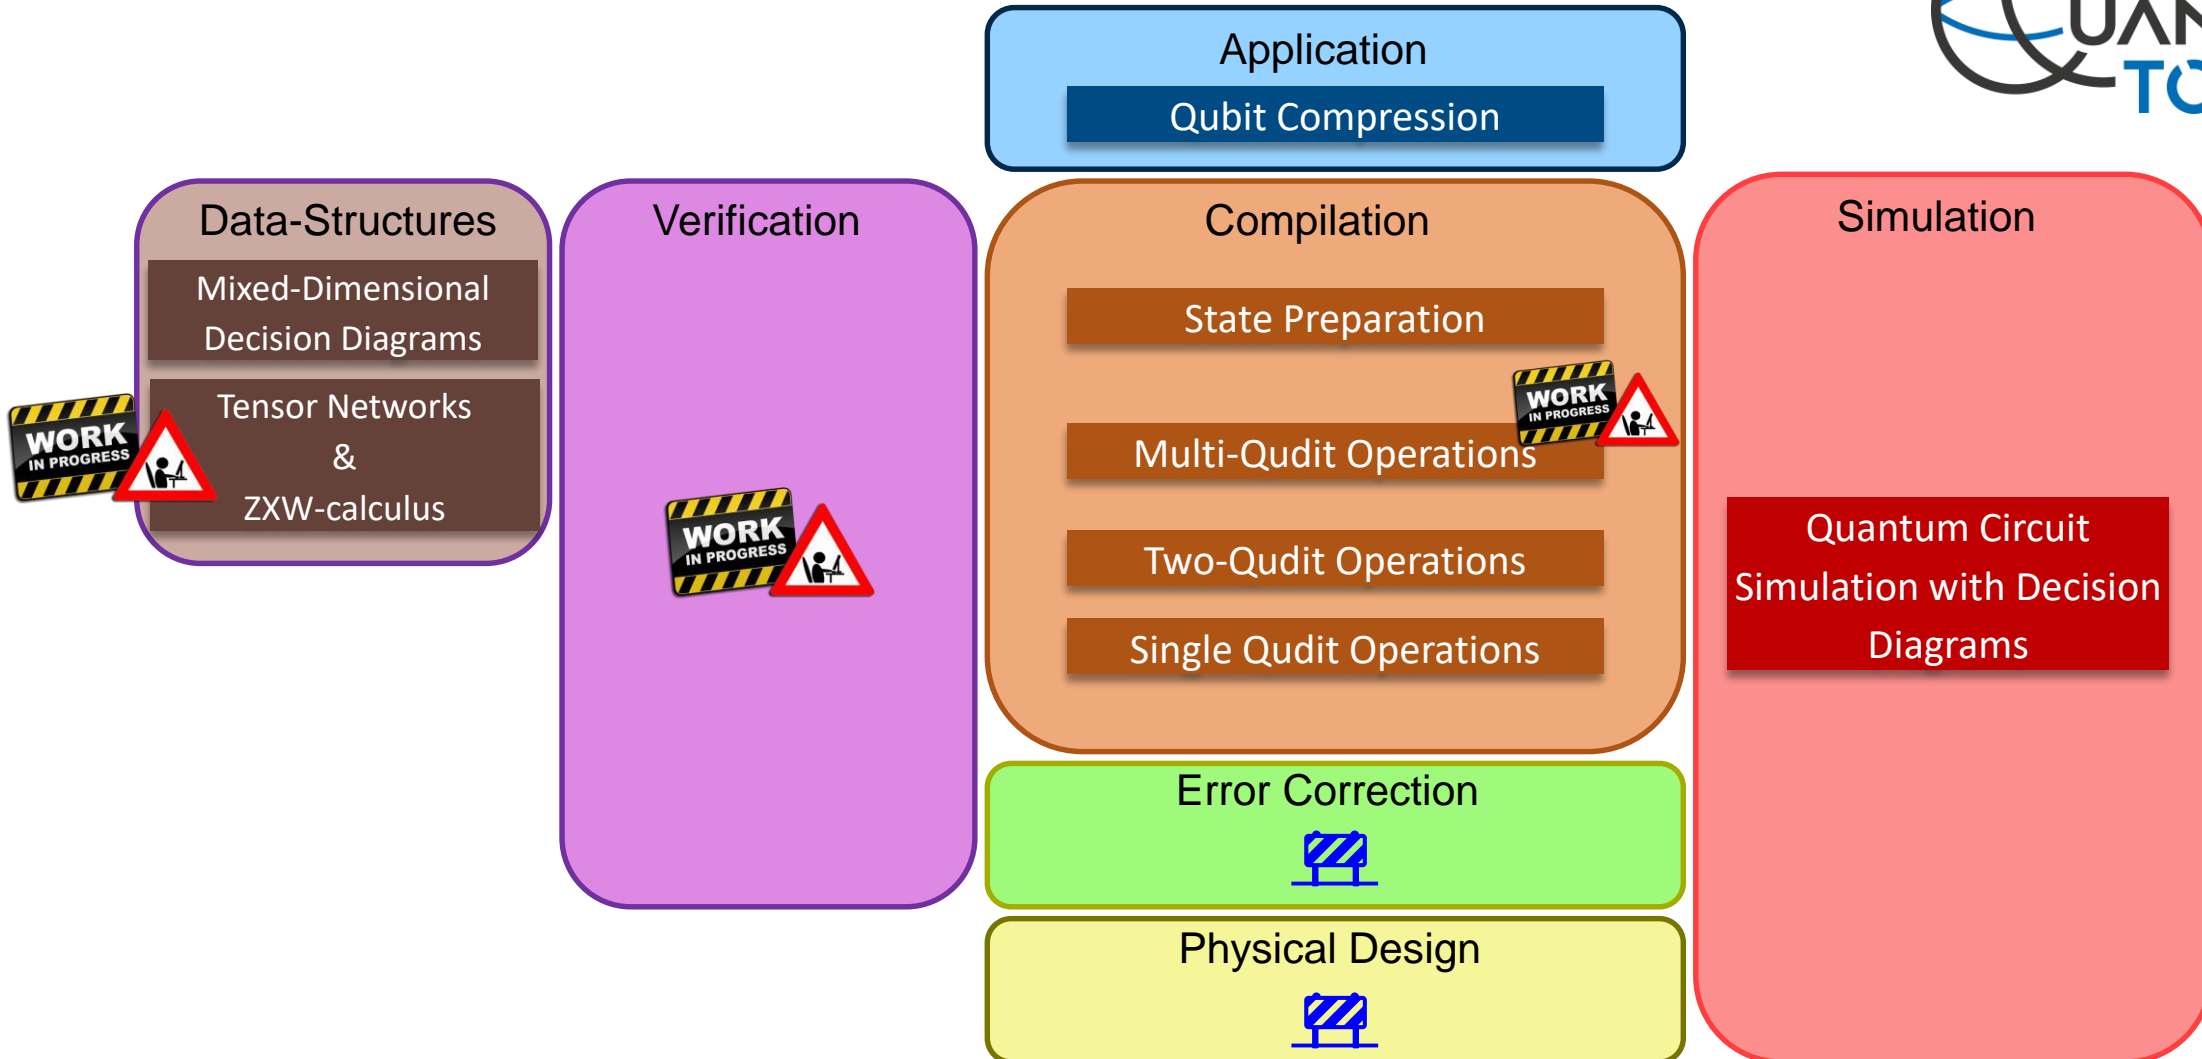 Application
Qubit Compression
Data-Structures
Mixed-Dimensional
Decision Diagrams
Tensor Networks
&
ZXW-calculus
WORK
IN PROGRESS
Verification
WORK
IN PROGRESS
Compilation
State Preparation
WORK
IN PROGRESS
Multi-Qudit Operations
Two-Qudit Operations
Single Qudit Operations
Simulation
Quantum Circuit
Simulation with Decision
Diagrams
Error Correction
Physical Design